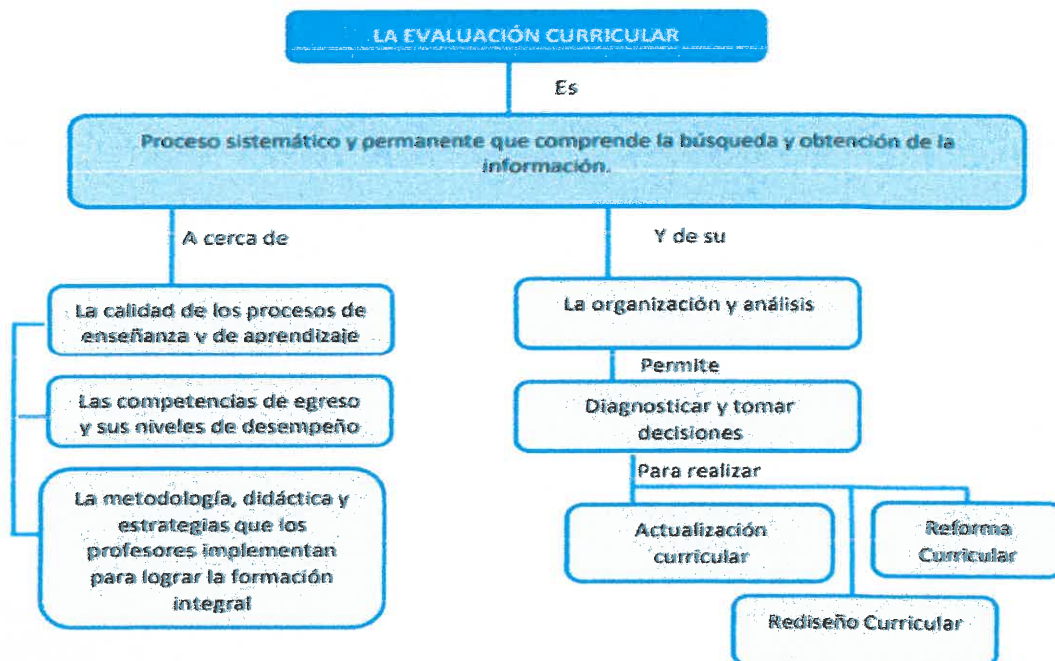 LA EVALUACIÓN CURRICULAR
Es
Proceso sistemático y permanente que comprende la búsqueda y obtención de la
información.
A cerca de
Y de su
La calidad de los procesos de
enseñanza y de aprendizaje
Las competencias de egreso
y sus niveles de desempeño
La metodología, didáctica y
estrategias que los
profesores implementan
para lograr la formación
integral
La organización y análisis
Permite
Diagnosticar y tomar
decisiones
Para realizar
Actualización
curricular
Reforma
Curricular
Rediseño Curricular